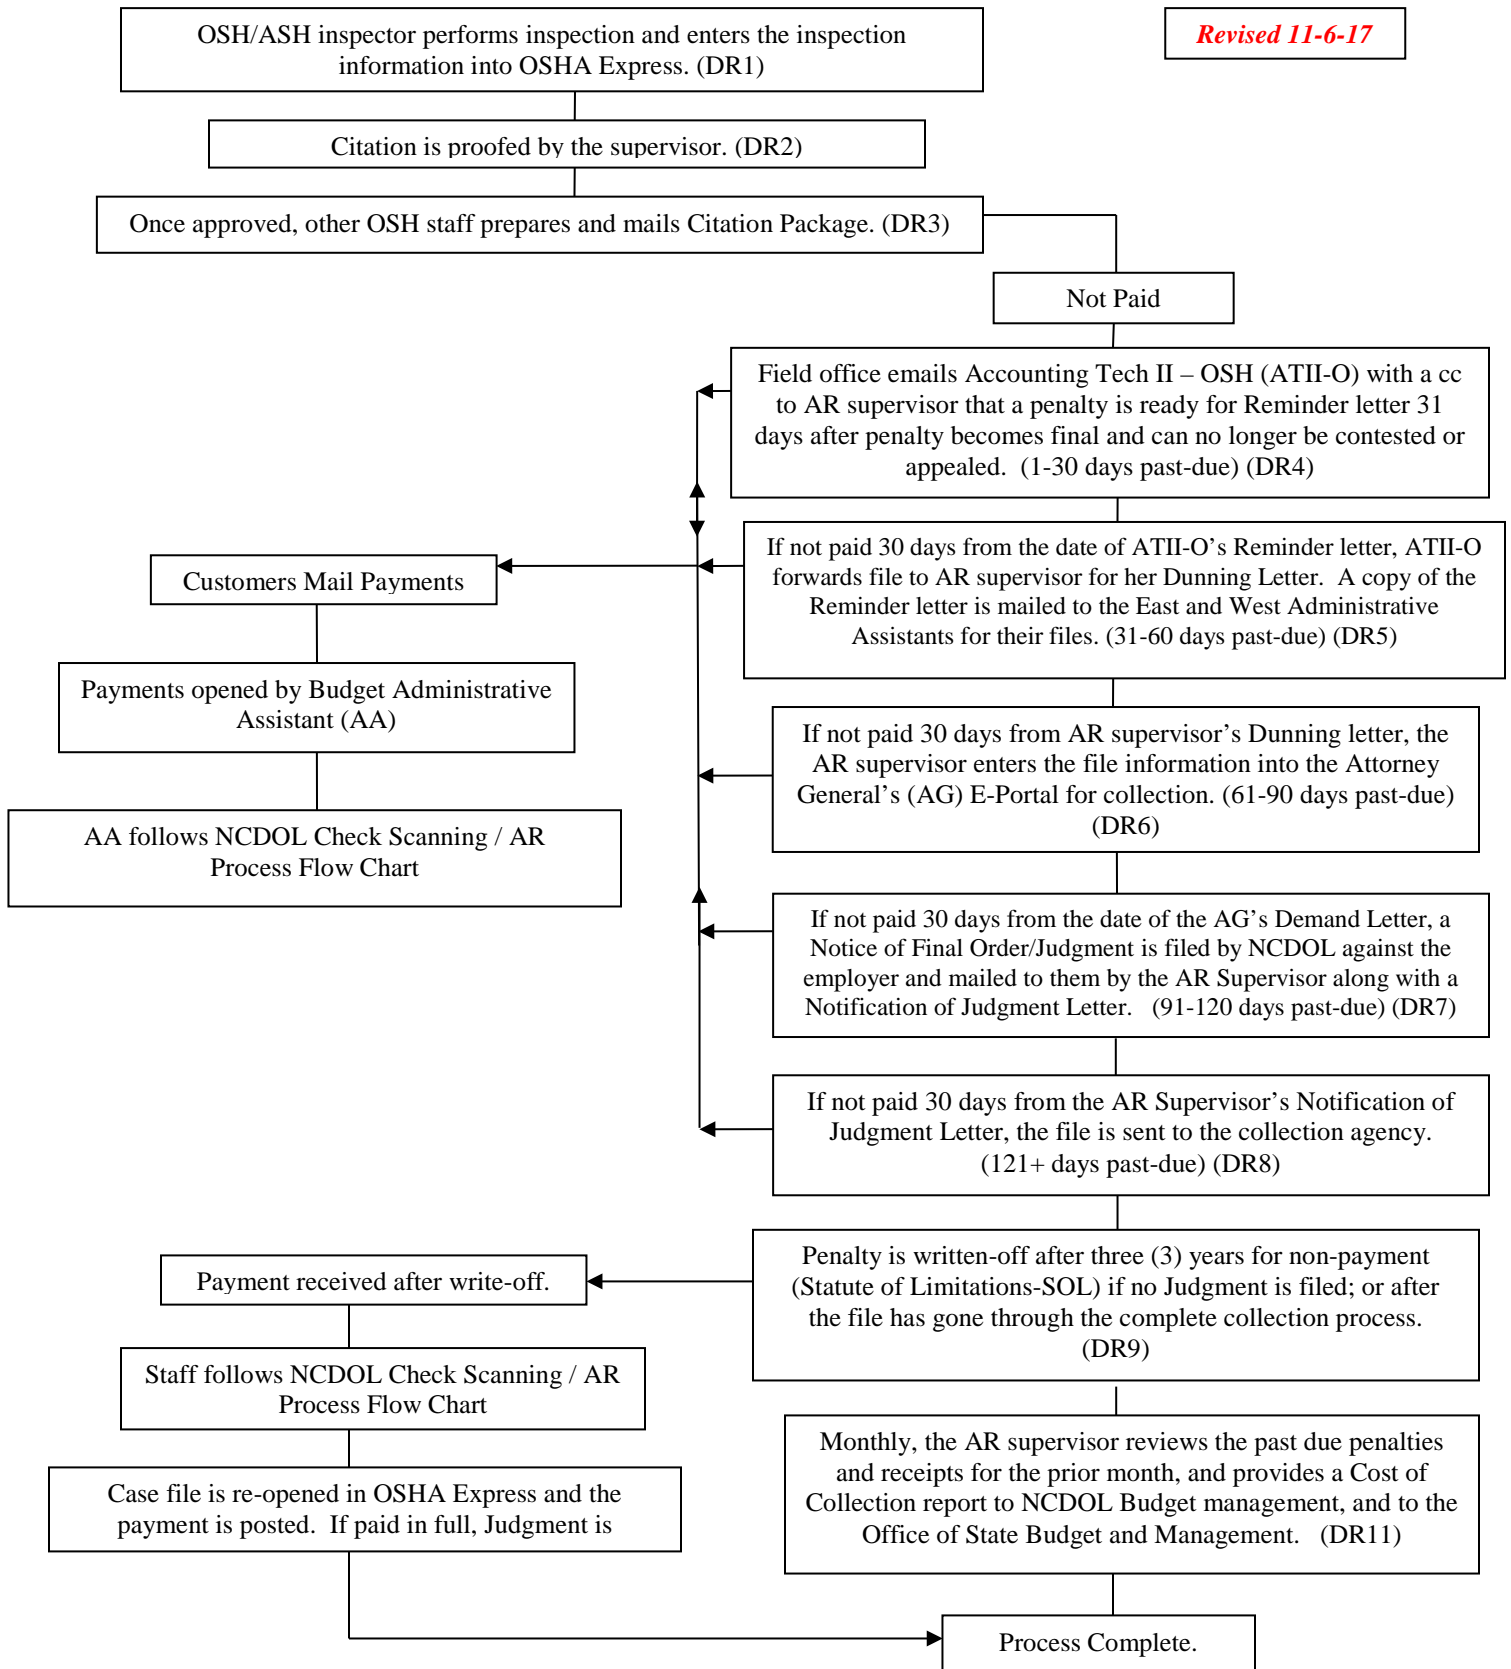 OSH/ASH inspector performs inspection and enters the inspection
information into OSHA Express. (DR1)
Revised 11-6-17
Citation is proofed by the supervisor. (DR2)
Once approved, other OSH staff prepares and mails Citation Package. (DR3)
Not Paid
Field office emails Accounting Tech II – OSH (ATII-O) with a cc
to AR supervisor that a penalty is ready for Reminder letter 31
days after penalty becomes final and can no longer be contested or
appealed. (1-30 days past-due) (DR4)
If not paid 30 days from the date of ATII-O’s Reminder letter, ATII-O
forwards file to AR supervisor for her Dunning Letter. A copy of the
Reminder letter is mailed to the East and West Administrative
Assistants for their files. (31-60 days past-due) (DR5)
Customers Mail Payments
Payments opened by Budget Administrative
Assistant (AA)
AA follows NCDOL Check Scanning / AR
Process Flow Chart
If not paid 30 days from AR supervisor’s Dunning letter, the
AR supervisor enters the file information into the Attorney
General’s (AG) E-Portal for collection. (61-90 days past-due)
(DR6)
If not paid 30 days from the date of the AG’s Demand Letter, a
Notice of Final Order/Judgment is filed by NCDOL against the
employer and mailed to them by the AR Supervisor along with a
Notification of Judgment Letter. (91-120 days past-due) (DR7)
If not paid 30 days from the AR Supervisor’s Notification of
Judgment Letter, the file is sent to the collection agency.
(121+ days past-due) (DR8)
Penalty is written-off after three (3) years for non-payment
(Statute of Limitations-SOL) if no Judgment is filed; or after
the file has gone through the complete collection process.
(DR9)
Payment received after write-off.
Staff follows NCDOL Check Scanning / AR
Process Flow Chart
Case file is re-opened in OSHA Express and the
payment is posted. If paid in full, Judgment is
Monthly, the AR supervisor reviews the past due penalties
and receipts for the prior month, and provides a Cost of
Collection report to NCDOL Budget management, and to the
Office of State Budget and Management. (DR11)
Process Complete.